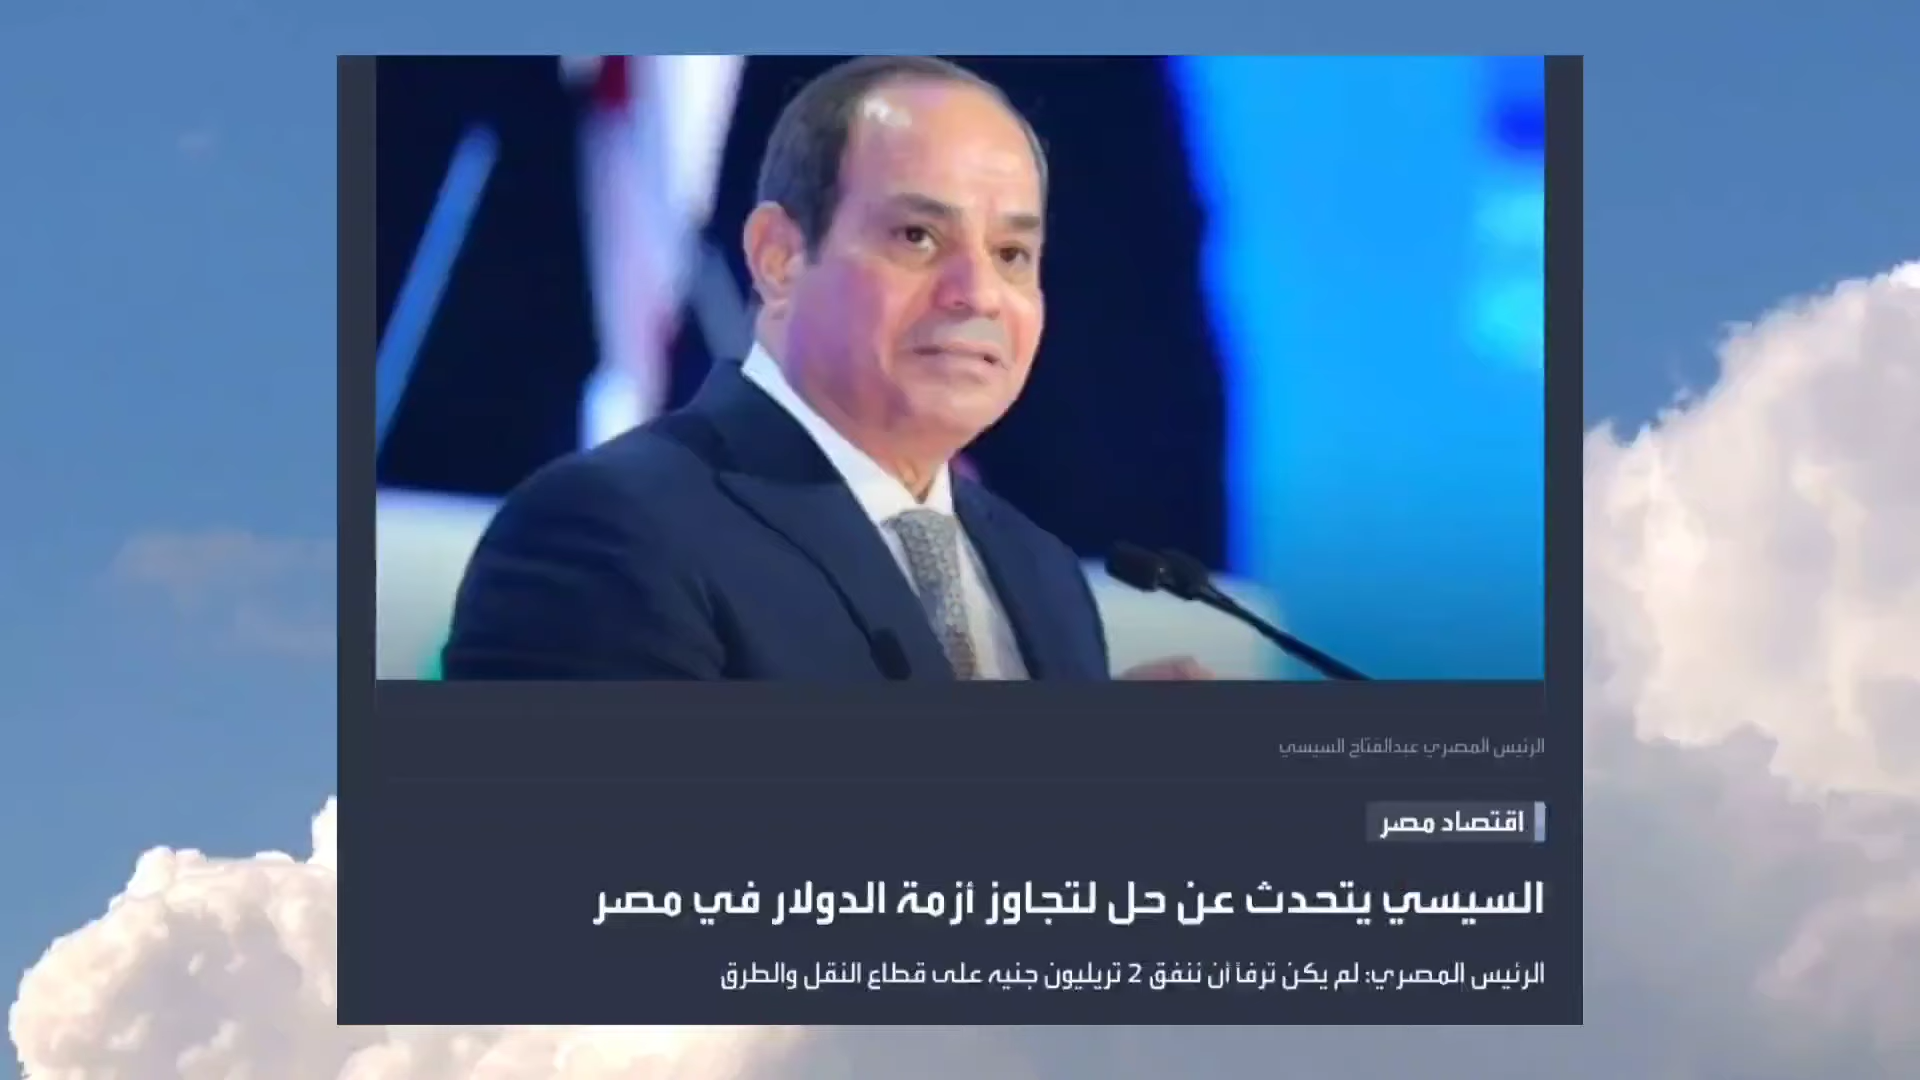 الرئيس المصري عبدالفتاح السيسي
اقتصاد مصر
السيسي يتحدث عن حل لتجاوز أزمة الدولار في مصر
الرئيس المصري: لم يكن ترفاً أن ننفق 2 تريليون جنيه على قطاع النقل والطرق